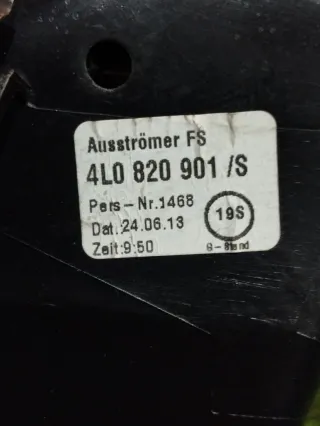 Ausströmer FS
4L0 820 901 /S
Pers-Nr.:1468
Dat.:24.06.13
19S
Zeit:9:50